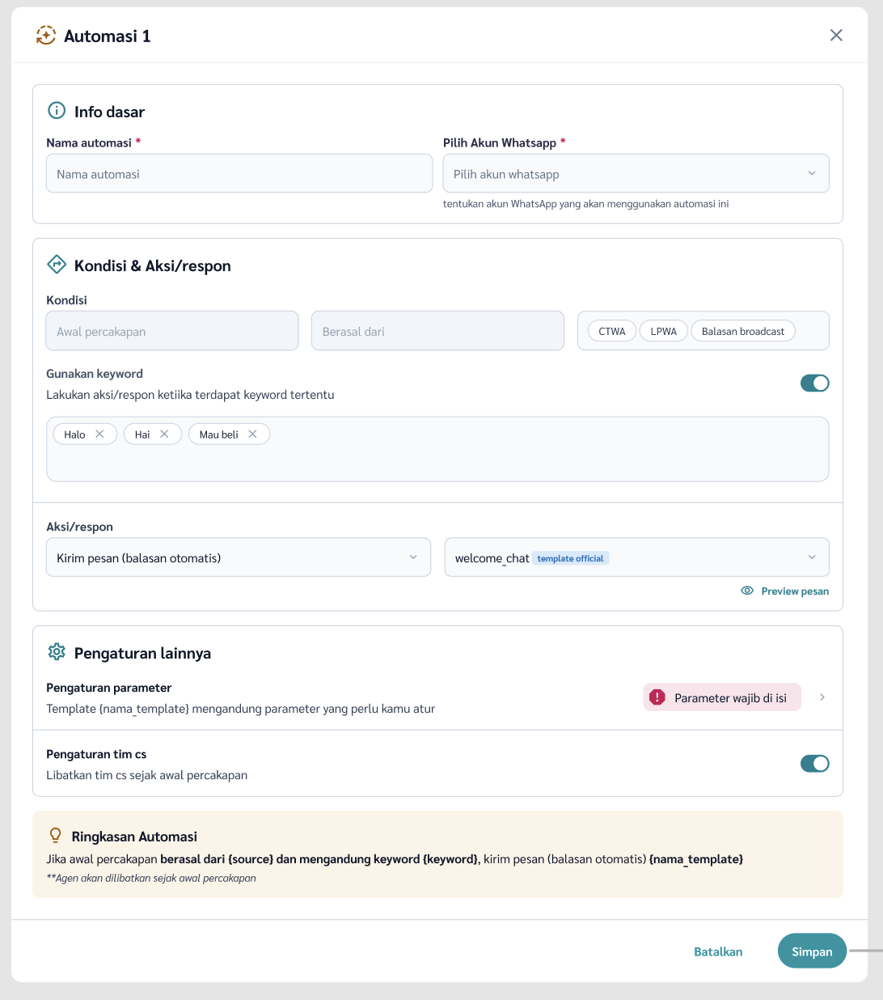 Automasi 1
Info dasar
Nama automasi *
Pilih Akun Whatsapp *
Nama automasi
Pilih akun whatsapp
tentukan akun WhatsApp yang akan menggunakan automasi ini
Kondisi & Aksi/respon
Kondisi
Awal percakapan
Berasal dari
CTWA
LPWA
Balasan broadcast
Gunakan keyword
Lakukan aksi/respon ketiika terdapat keyword tertentu
Halo
Hai
Mau beli
Aksi/respon
Kirim pesan (balasan otomatis)
welcome_chat template official
Preview pesan
Pengaturan lainnya
Pengaturan parameter
Template {nama_template} mengandung parameter yang perlu kamu atur
Parameter wajib di isi
Pengaturan tim cs
Libatkan tim cs sejak awal percakapan
Ringkasan Automasi
Jika awal percakapan berasal dari {source} dan mengandung keyword {keyword}, kirim pesan (balasan otomatis) {nama_template}
**Agen akan dilibatkan sejak awal percakapan
Batalkan
Simpan